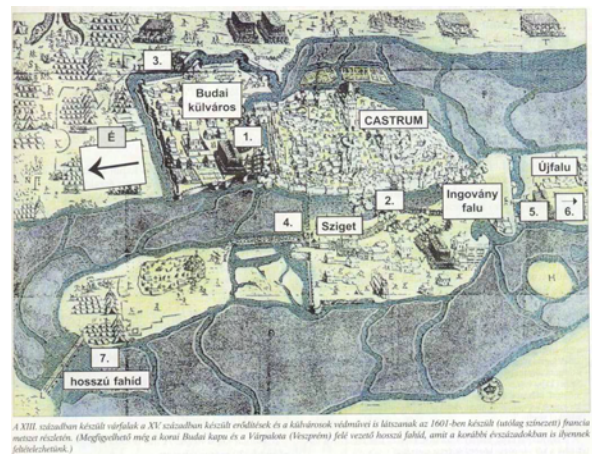 3.
Budai
külváros
É
1.
CASTRUM
2.
Ingovány
falu
Újfalu
4.
Sziget
5.
6.
H
7.
hosszú fahíd
A XIII. században készült várfalak a XV. században készült erődítések és a külvárosok védművei is látszanak az 1601-ben készült (utólag színezett) francia
metszet részletén. (Megfigyelhető még a korai Budai kapu és a Várpalota (Veszprém) felé vezető hosszú fahíd, amit a korábbi évszázadokban is ilyennek
feltételezhetünk.)